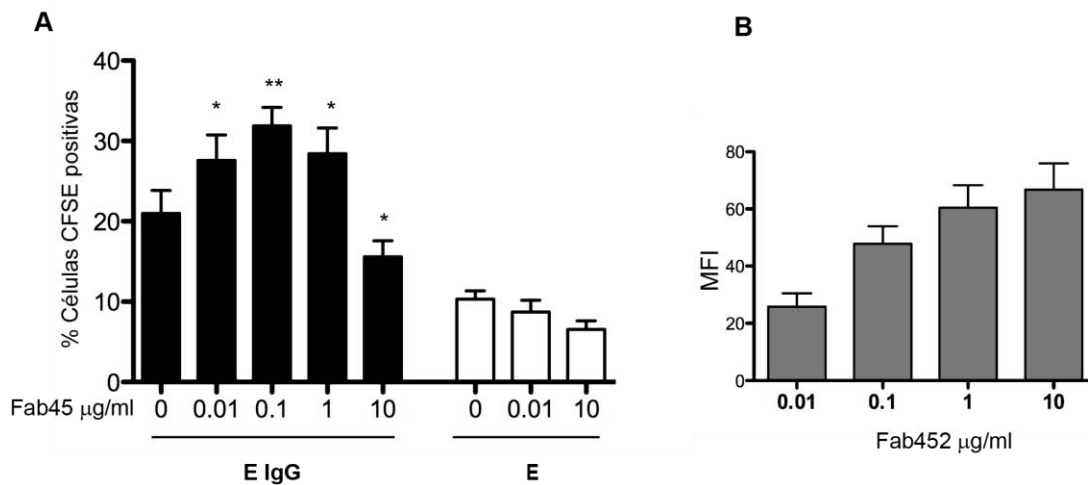 A
% Células CFSE positivas
40
30
20
10
0
* ** * *
Fab45 µg/ml 0 0.01 0.1 1 10 0 0.01 10
E IgG E
B
MFI
80
60
40
20
0
0.01 0.1 1 10
Fab452 µg/ml